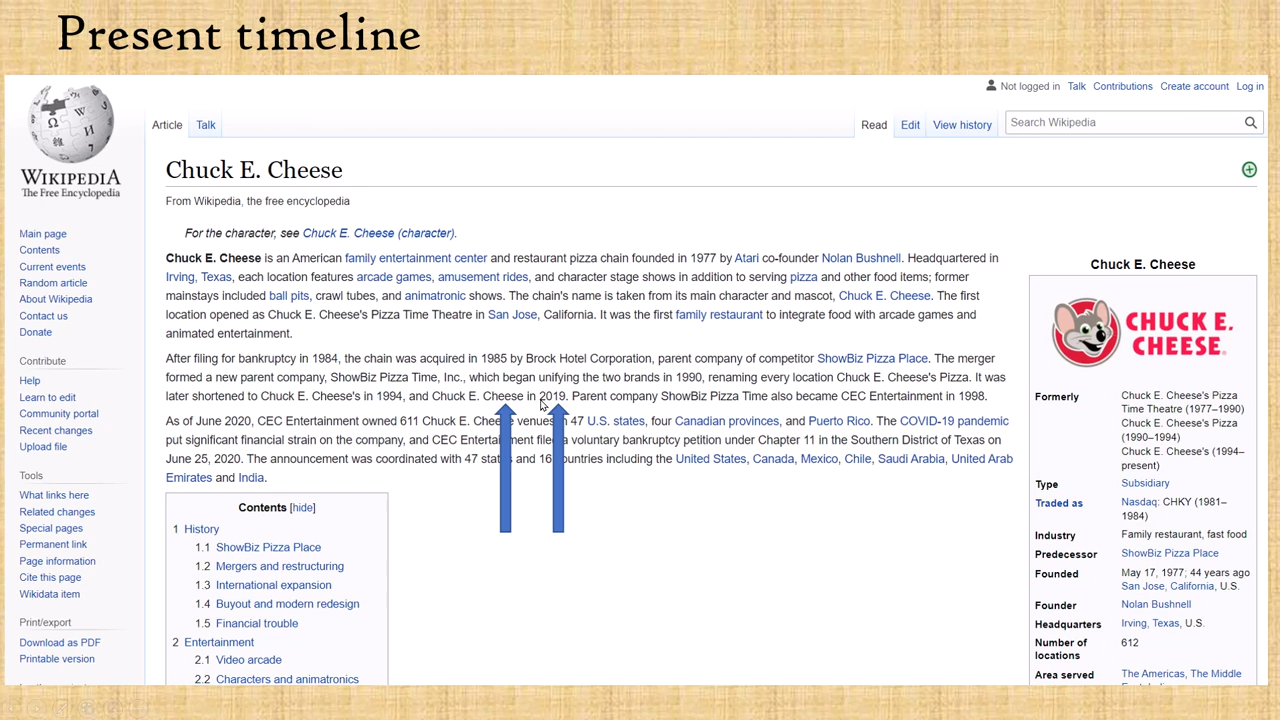 Present timeline
Not logged in Talk Contributions Create account Log in
Article Talk Read Edit View history Search Wikipedia
WIKIPEDIA
The Free Encyclopedia
Chuck E. Cheese
From Wikipedia, the free encyclopedia
For the character, see Chuck E. Cheese (character).
Chuck E. Cheese is an American family entertainment center and restaurant pizza chain founded in 1977 by Atari co-founder Nolan Bushnell. Headquartered in
Irving, Texas, each location features arcade games, amusement rides, and character stage shows in addition to serving pizza and other food items; former
mainstays included ball pits, crawl tubes, and animatronic shows. The chain's name is taken from its main character and mascot, Chuck E. Cheese. The first
location opened as Chuck E. Cheese's Pizza Time Theatre in San Jose, California. It was the first family restaurant to integrate food with arcade games and
animated entertainment.
After filing for bankruptcy in 1984, the chain was acquired in 1985 by Brock Hotel Corporation, parent company of competitor ShowBiz Pizza Place. The merger
formed a new parent company, ShowBiz Pizza Time, Inc., which began unifying the two brands in 1990, renaming every location Chuck E. Cheese's Pizza. It was
later shortened to Chuck E. Cheese's in 1994, and Chuck E. Cheese in 2019. Parent company ShowBiz Pizza Time also became CEC Entertainment in 1998.
As of June 2020, CEC Entertainment owned 611 Chuck E. Cheese venues in 47 U.S. states, four Canadian provinces, and Puerto Rico. The COVID-19 pandemic
put significant financial strain on the company, and CEC Entertainment filed a voluntary bankruptcy petition under Chapter 11 in the Southern District of Texas on
June 25, 2020. The announcement was coordinated with 47 states and 16 countries including the United States, Canada, Mexico, Chile, Saudi Arabia, United Arab
Emirates and India.
Contents [hide]
1 History
1.1 ShowBiz Pizza Place
1.2 Mergers and restructuring
1.3 International expansion
1.4 Buyout and modern redesign
1.5 Financial trouble
2 Entertainment
2.1 Video arcade
2.2 Characters and animatronics
Main page
Contents
Current events
Random article
About Wikipedia
Contact us
Donate
Contribute
Help
Learn to edit
Community portal
Recent changes
Upload file
Tools
What links here
Related changes
Special pages
Permanent link
Page information
Cite this page
Wikidata item
Print/export
Download as PDF
Printable version
Chuck E. Cheese
CHUCK E.
CHEESE
Formerly Chuck E. Cheese's Pizza
Time Theatre (1977–1990)
Chuck E. Cheese's Pizza
(1990–1994)
Chuck E. Cheese's (1994–
present)
Type Subsidiary
Traded as Nasdaq: CHKY (1981–
1984)
Industry Family restaurant, fast food
Predecessor ShowBiz Pizza Place
Founded May 17, 1977; 44 years ago
San Jose, California, U.S.
Founder Nolan Bushnell
Headquarters Irving, Texas, U.S.
Number of 612
locations
Area served The Americas, The Middle